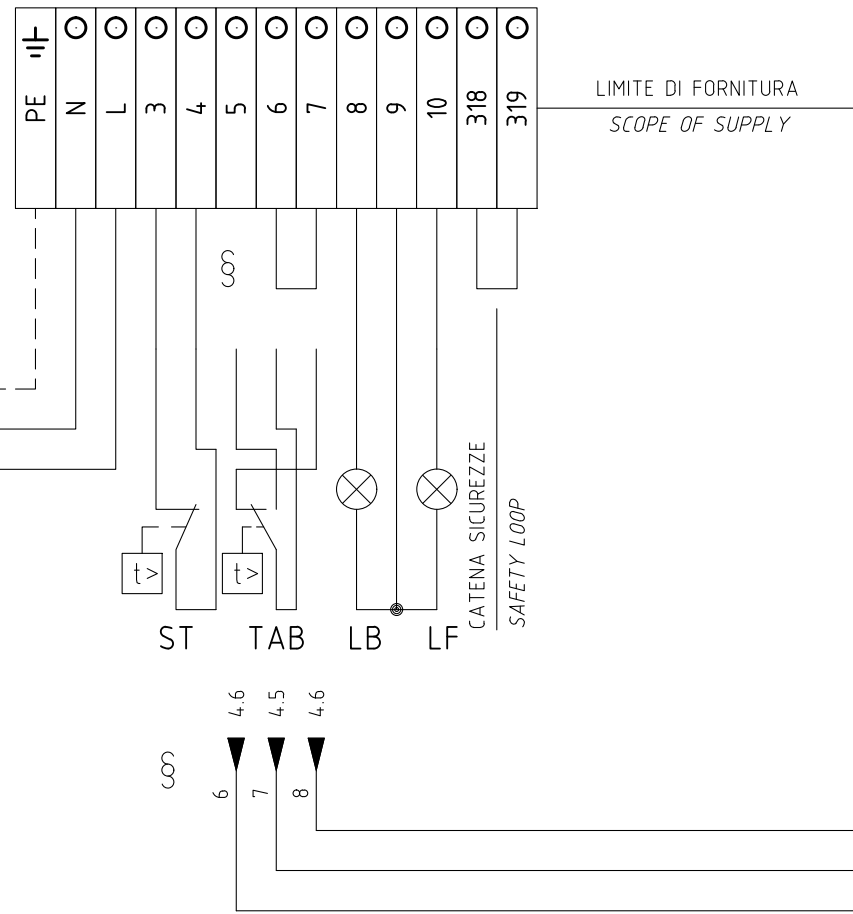 PE
N
L
3
4
5
6
7
8
9
10
318
319
LIMITE DI FORNITURA
SCOPE OF SUPPLY
§
CATENA SICUREZZE
SAFETY LOOP
t>
t>
ST
TAB
LB
LF
4.6
4.5
4.6
§
6
7
8